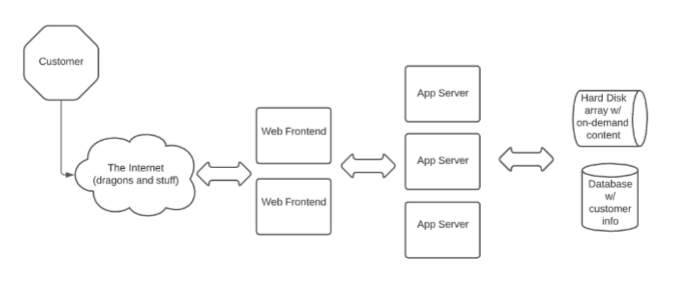 Customer
The Internet
(dragons and stuff)
Web Frontend
Web Frontend
App Server
App Server
App Server
Hard Disk
array w/
on-demand
content
Database
w/
customer
info